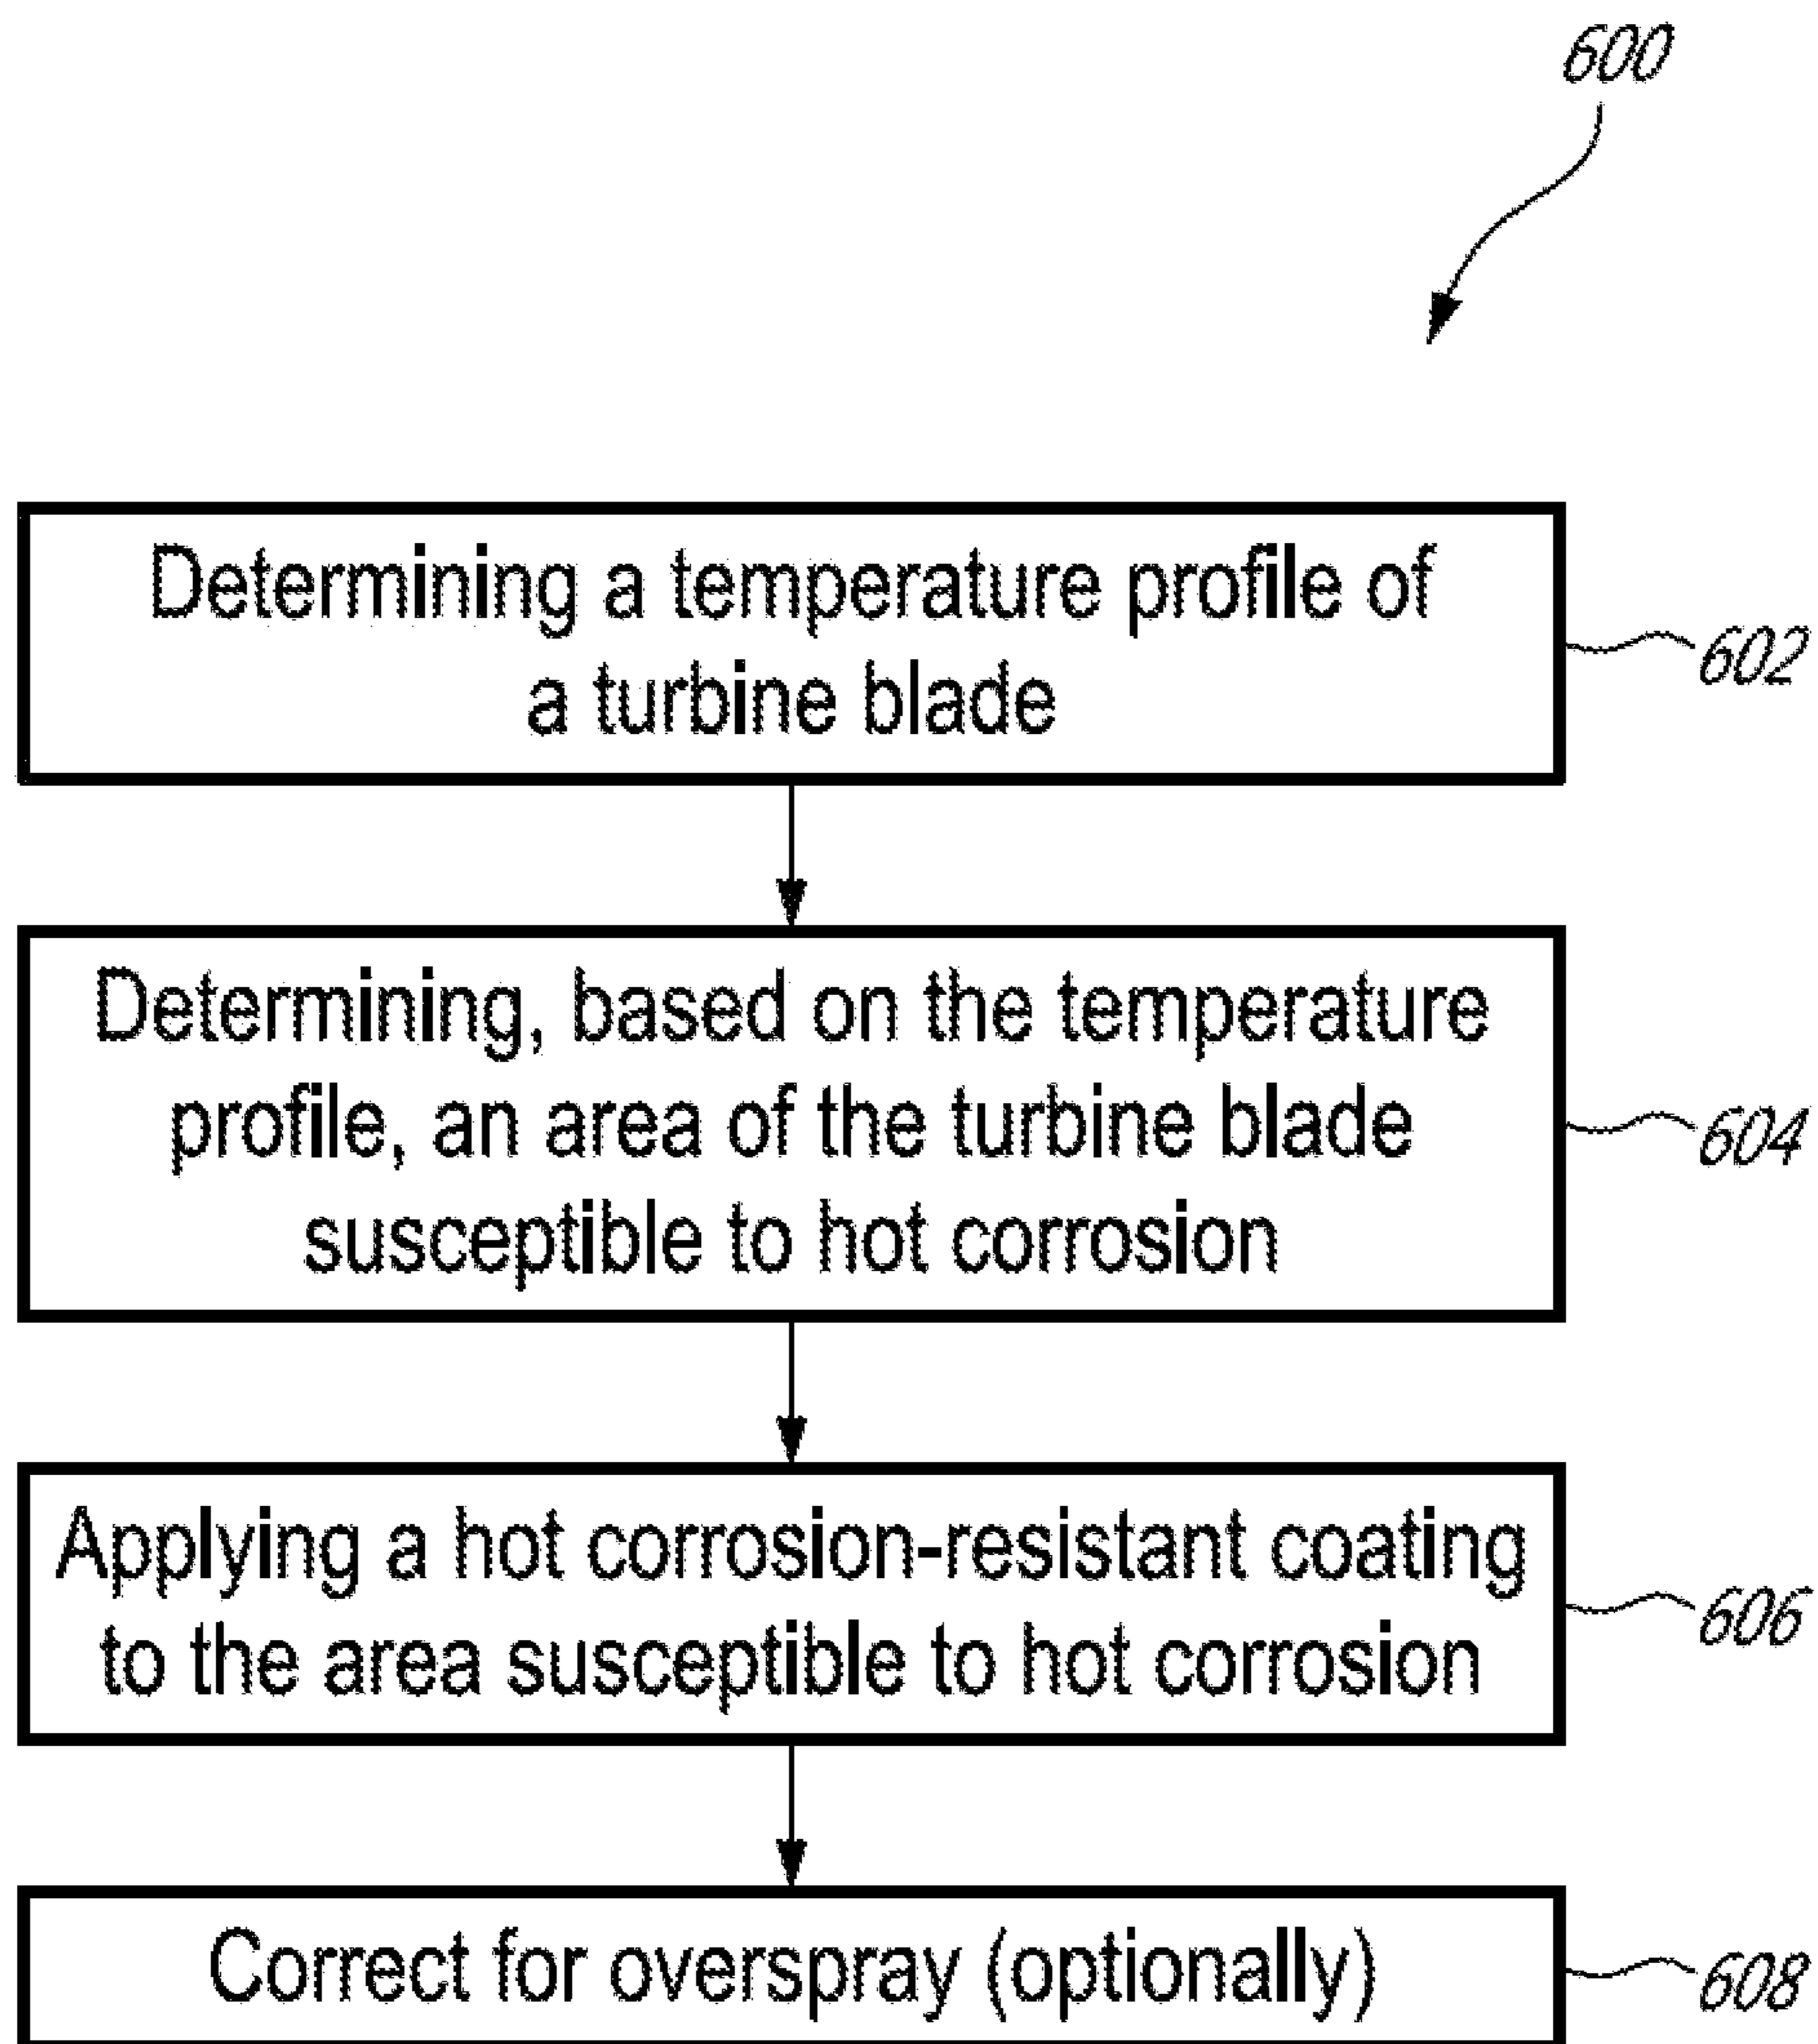 600
Determining a temperature profile of
a turbine blade
602
Determining, based on the temperature
profile, an area of the turbine blade
susceptible to hot corrosion
604
Applying a hot corrosion-resistant coating
to the area susceptible to hot corrosion
606
Correct for overspray (optionally)
608